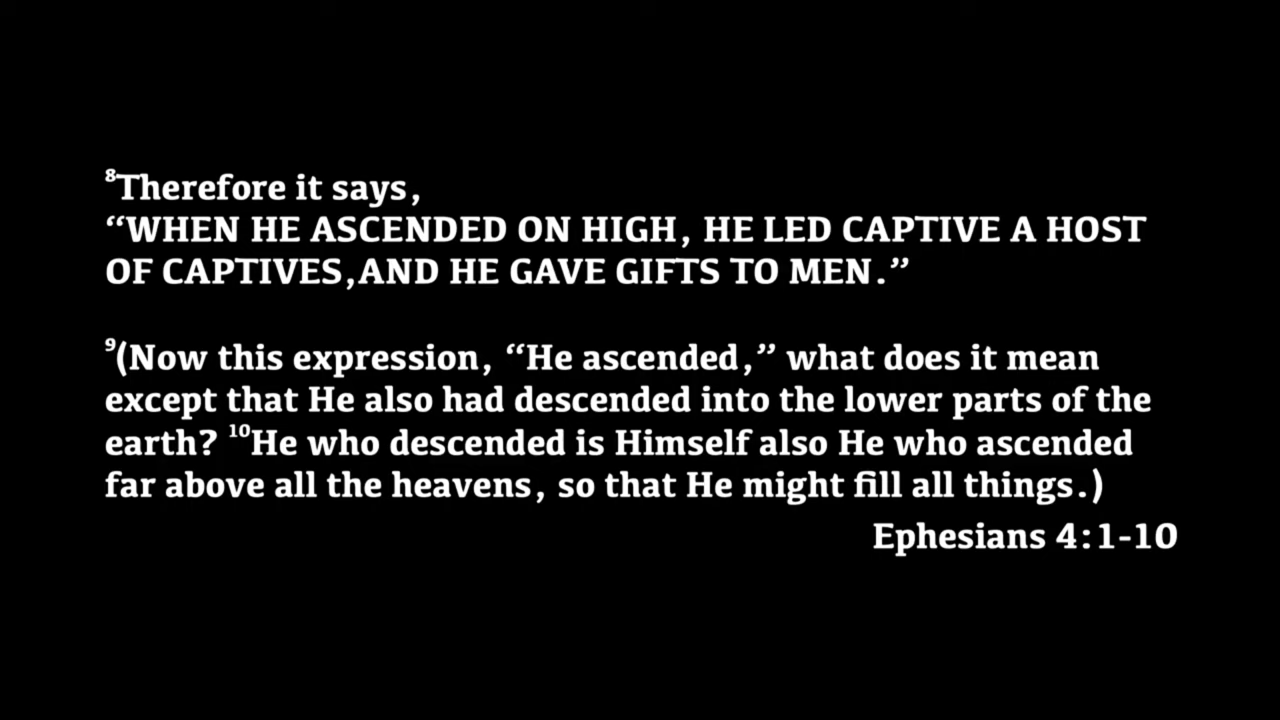 ⁸Therefore it says,
“WHEN HE ASCENDED ON HIGH, HE LED CAPTIVE A HOST
OF CAPTIVES,AND HE GAVE GIFTS TO MEN.”
⁹(Now this expression, “He ascended,” what does it mean
except that He also had descended into the lower parts of the
earth? ¹⁰He who descended is Himself also He who ascended
far above all the heavens, so that He might fill all things.)
Ephesians 4:1-10